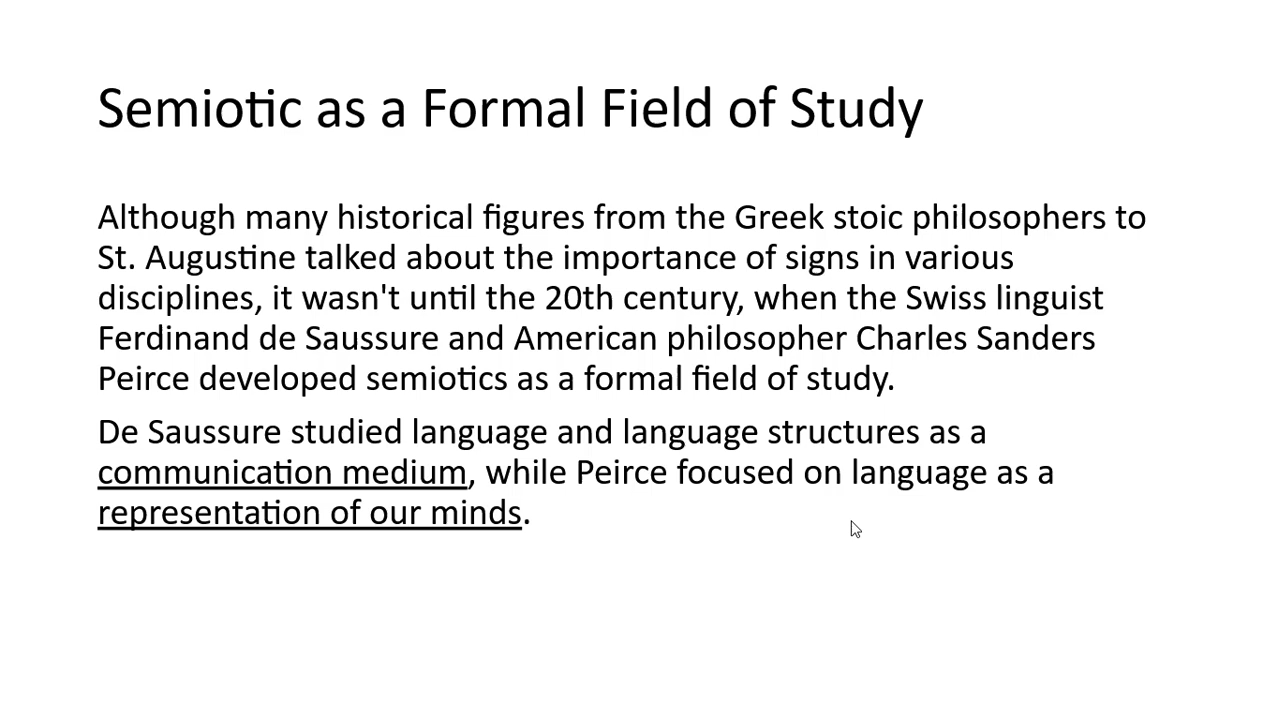 Semiotic as a Formal Field of Study
Although many historical figures from the Greek stoic philosophers to
St. Augustine talked about the importance of signs in various
disciplines, it wasn't until the 20th century, when the Swiss linguist
Ferdinand de Saussure and American philosopher Charles Sanders
Peirce developed semiotics as a formal field of study.
De Saussure studied language and language structures as a
communication medium, while Peirce focused on language as a
representation of our minds.